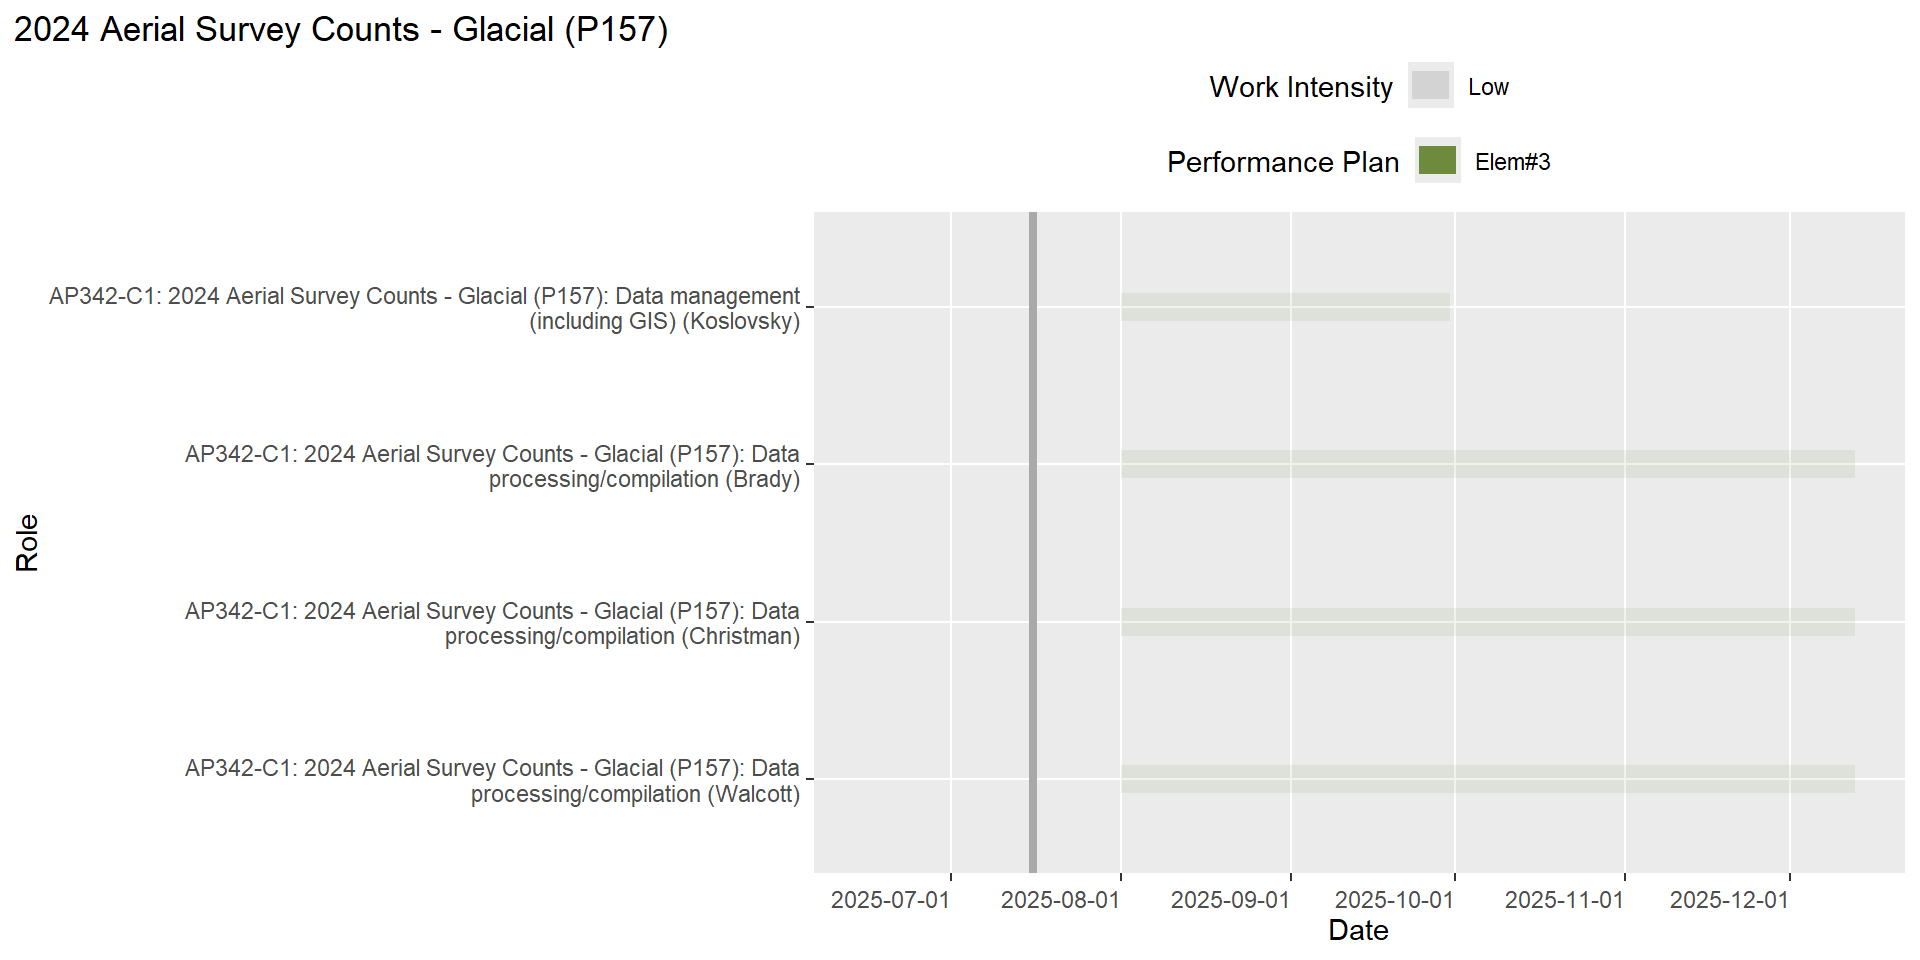 2024 Aerial Survey Counts - Glacial (P157)
Work Intensity Low
Performance Plan Elem#3
Role
AP342-C1: 2024 Aerial Survey Counts - Glacial (P157): Data management
(including GIS) (Koslovsky)
AP342-C1: 2024 Aerial Survey Counts - Glacial (P157): Data
processing/compilation (Brady)
AP342-C1: 2024 Aerial Survey Counts - Glacial (P157): Data
processing/compilation (Christman)
AP342-C1: 2024 Aerial Survey Counts - Glacial (P157): Data
processing/compilation (Walcott)
2025-07-01 2025-08-01 2025-09-01 2025-10-01 2025-11-01 2025-12-01
Date